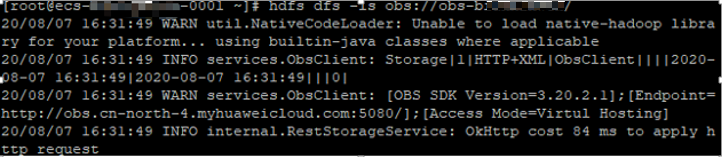 [root@ecs- -0001 ~]# hdfs dfs -ls obs://obs-b /
20/08/07 16:31:49 WARN util.NativeCodeLoader: Unable to load native-hadoop libra
ry for your platform... using builtin-java classes where applicable
20/08/07 16:31:49 INFO services.ObsClient: Storage|1|HTTP+XML|ObsClient||||2020-
08-07 16:31:49|2020-08-07 16:31:49|||0|
20/08/07 16:31:49 WARN services.ObsClient: [OBS SDK Version=3.20.2.1];[Endpoint=
http://obs.cn-north-4.myhuaweicloud.com:5080/];[Access Mode=Virtul Hosting]
20/08/07 16:31:49 INFO internal.RestStorageService: OkHttp cost 84 ms to apply h
ttp request